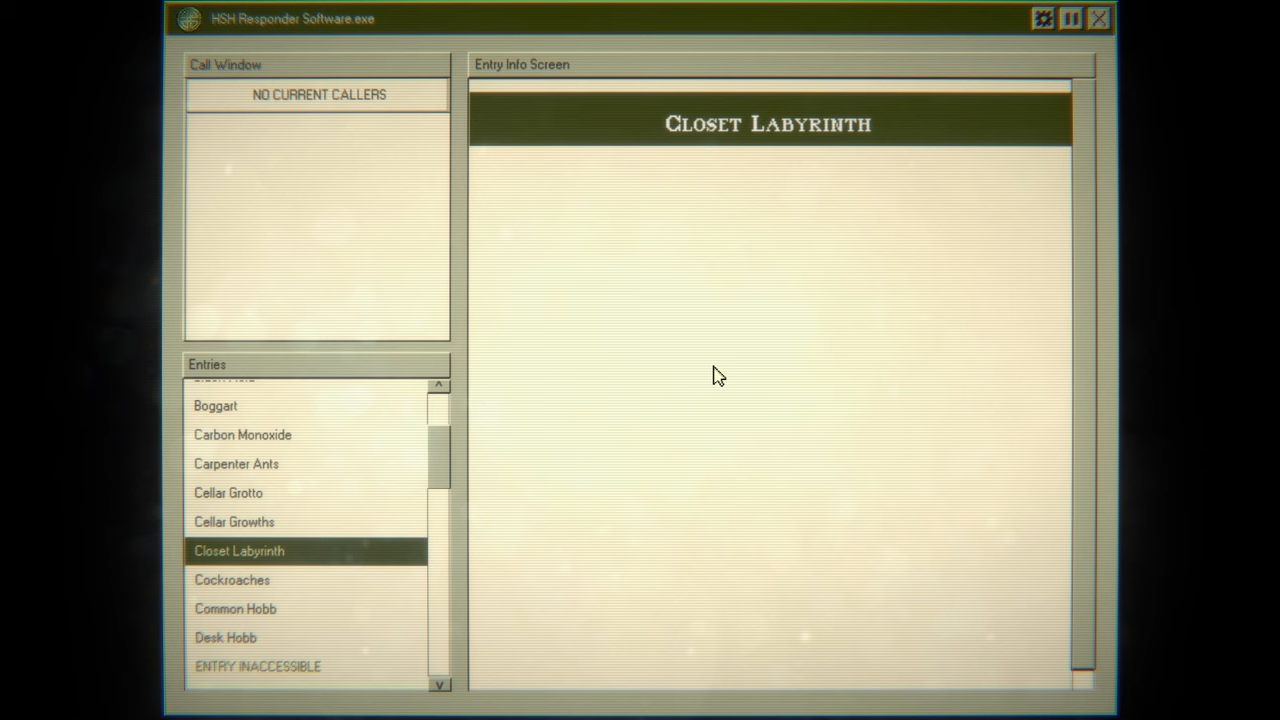 HSH Responder Software.exe
Call Window
NO CURRENT CALLERS
Entries
Boggart
Carbon Monoxide
Carpenter Ants
Cellar Grotto
Cellar Growths
Closet Labyrinth
Cockroaches
Common Hobb
Desk Hobb
ENTRY INACCESSIBLE
Entry Info Screen
Closet Labyrinth